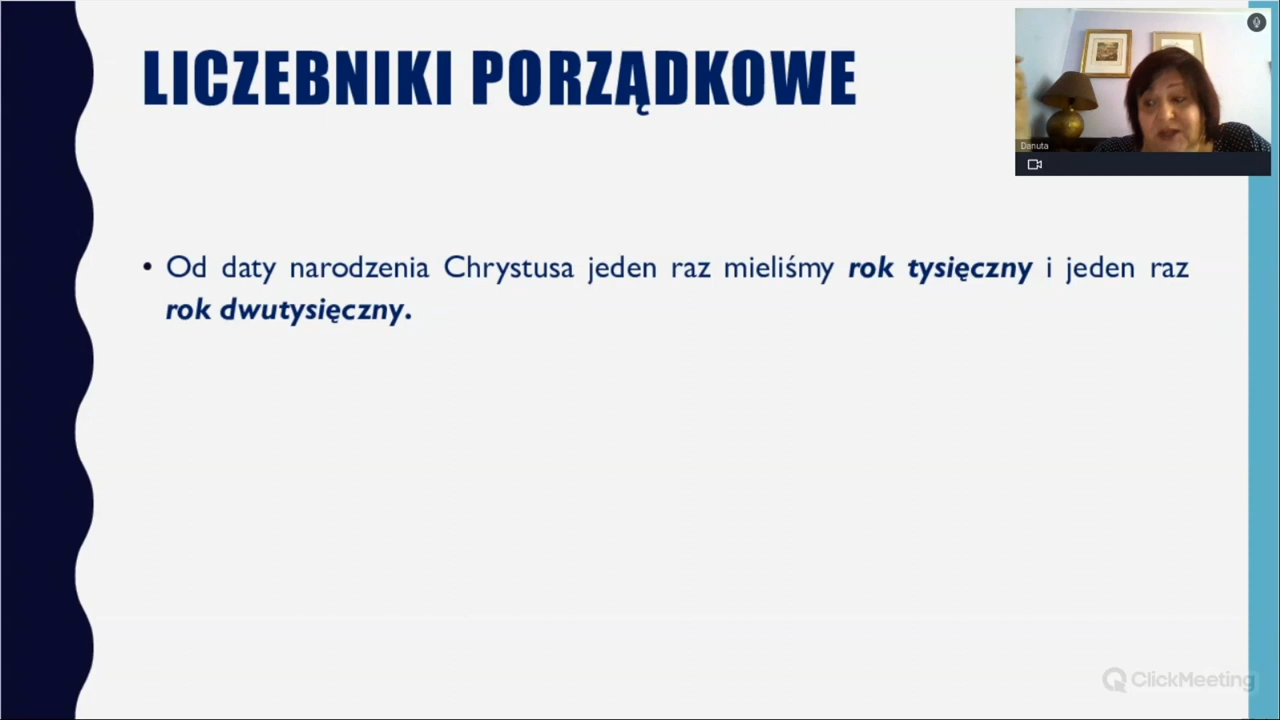 LICZEBNIKI PORZĄDKOWE
Danuta
• Od daty narodzenia Chrystusa jeden raz mieliśmy rok tysięczny i jeden raz
rok dwutysięczny.
ClickMeeting